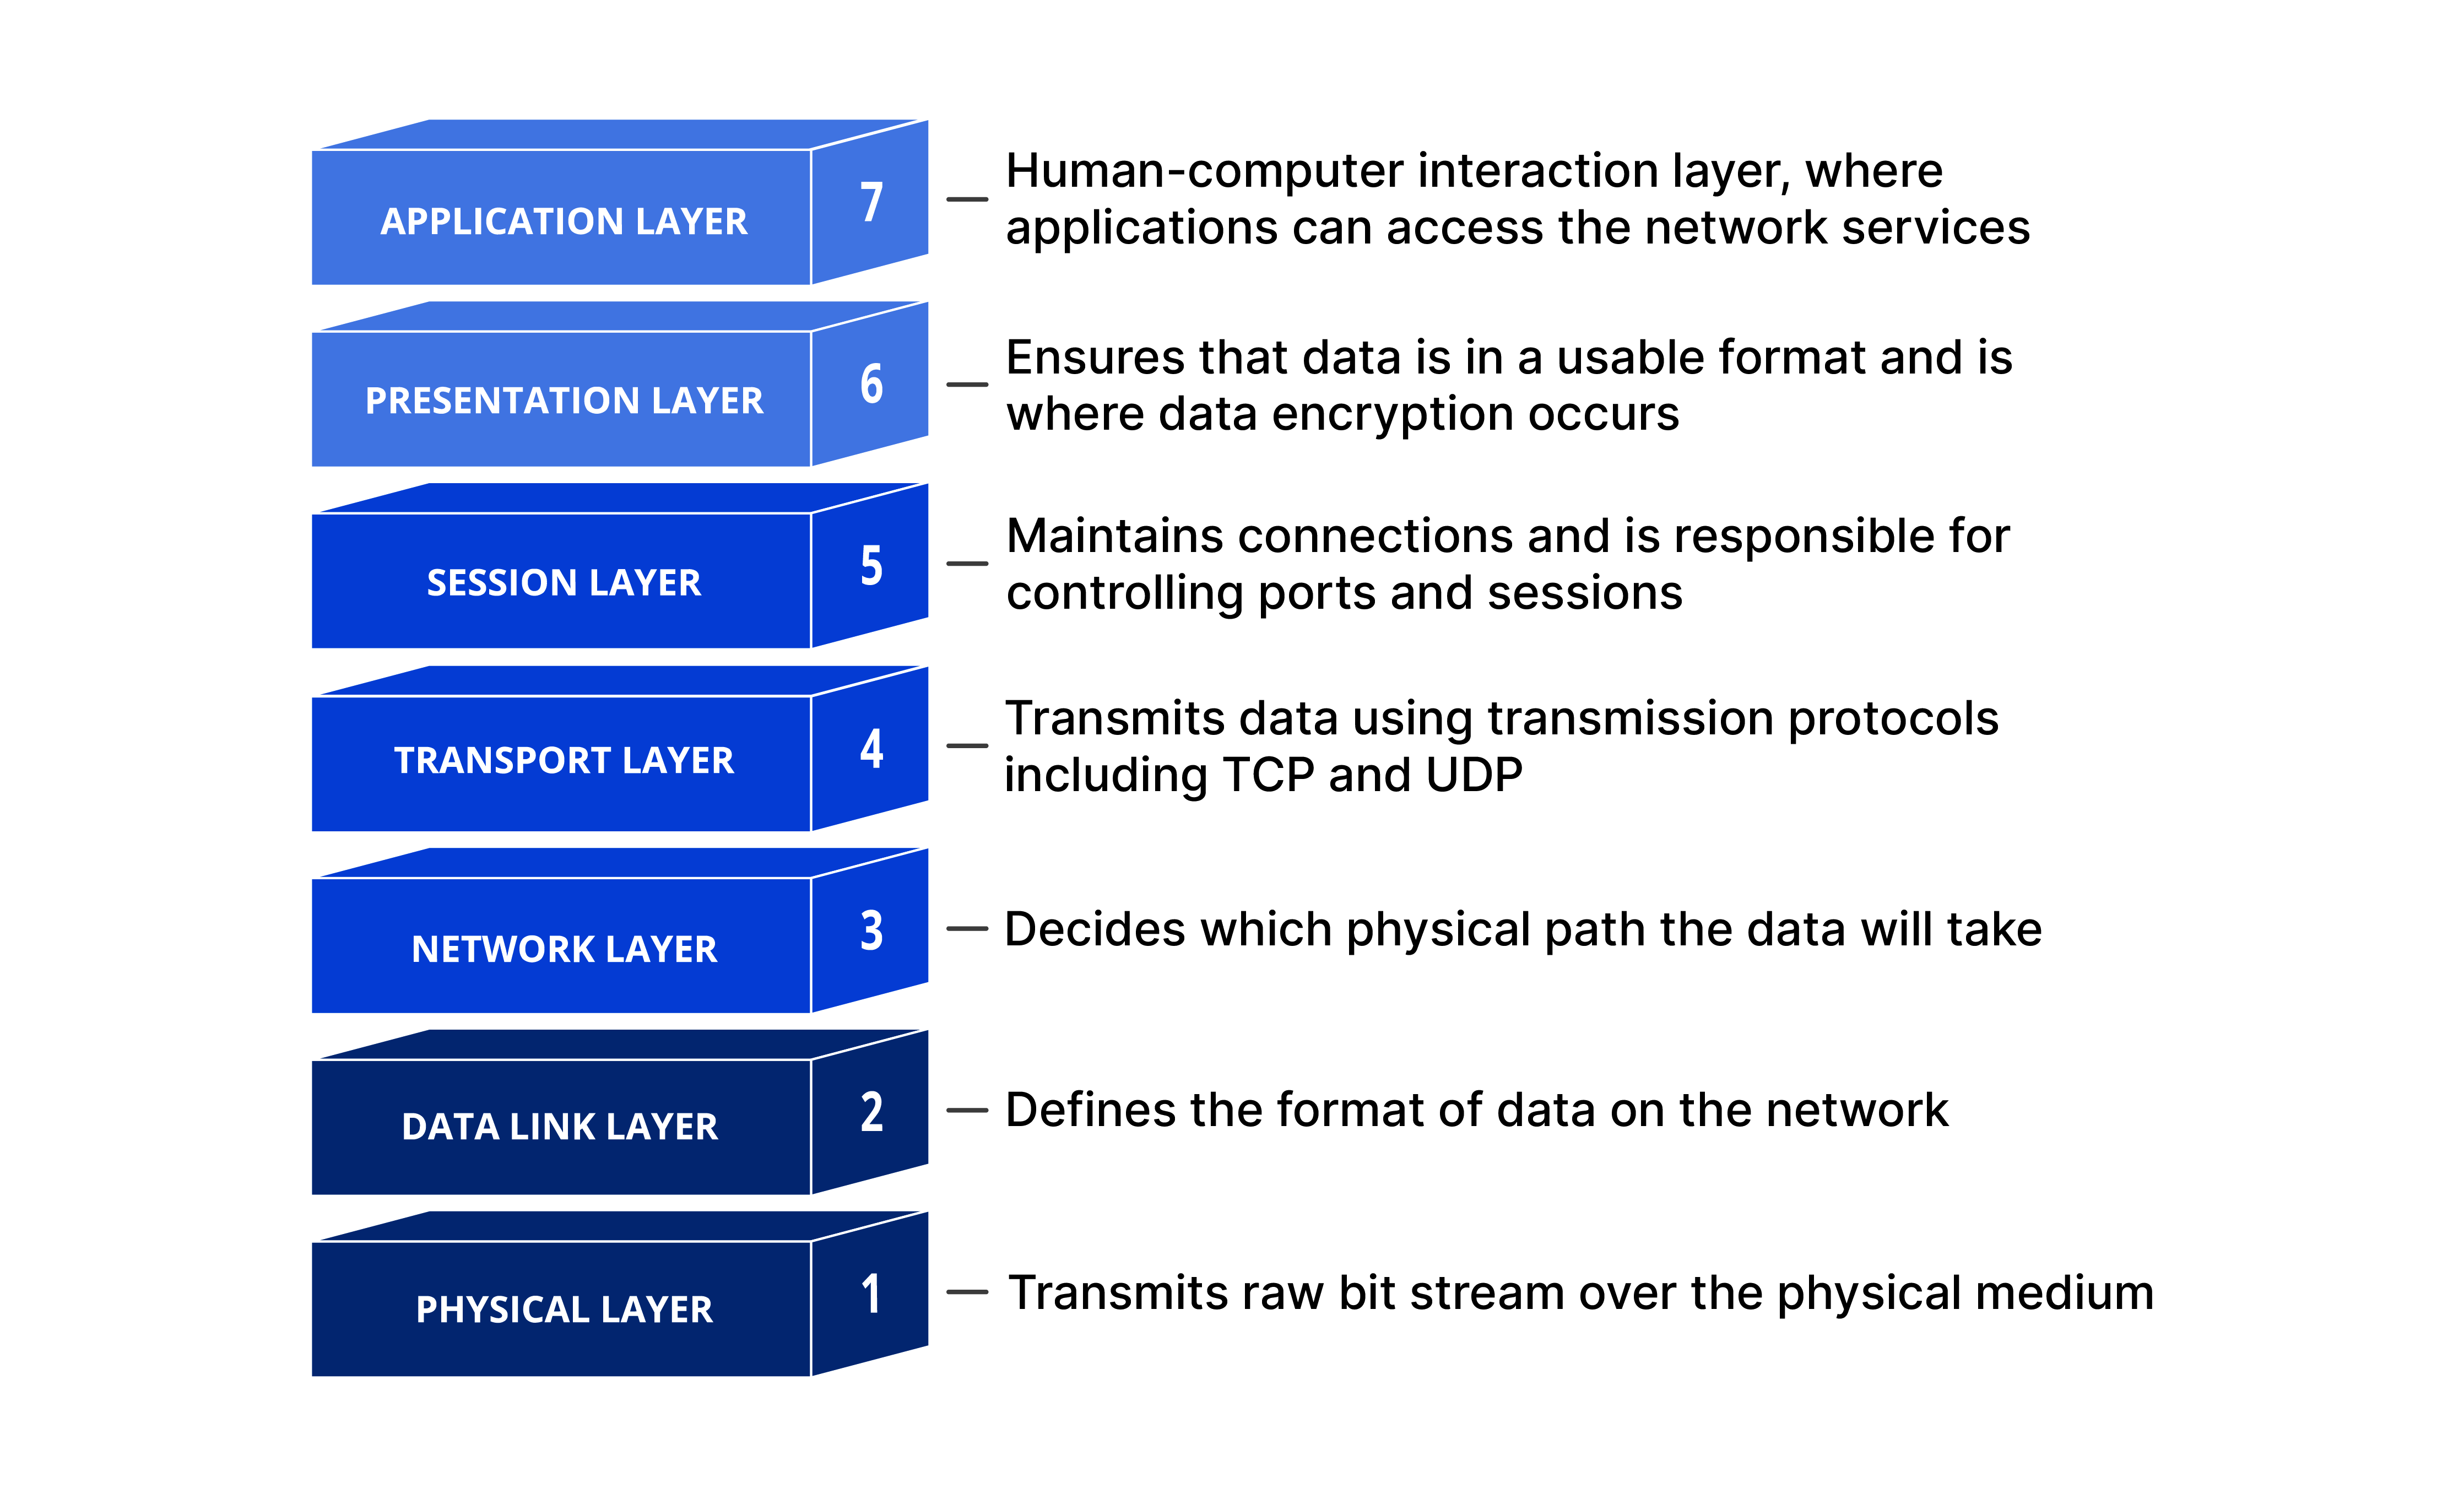 APPLICATION LAYER
7
Human-computer interaction layer, where
applications can access the network services
PRESENTATION LAYER
6
Ensures that data is in a usable format and is
where data encryption occurs
SESSION LAYER
5
Maintains connections and is responsible for
controlling ports and sessions
TRANSPORT LAYER
4
Transmits data using transmission protocols
including TCP and UDP
NETWORK LAYER
3
Decides which physical path the data will take
DATA LINK LAYER
2
Defines the format of data on the network
PHYSICAL LAYER
1
Transmits raw bit stream over the physical medium